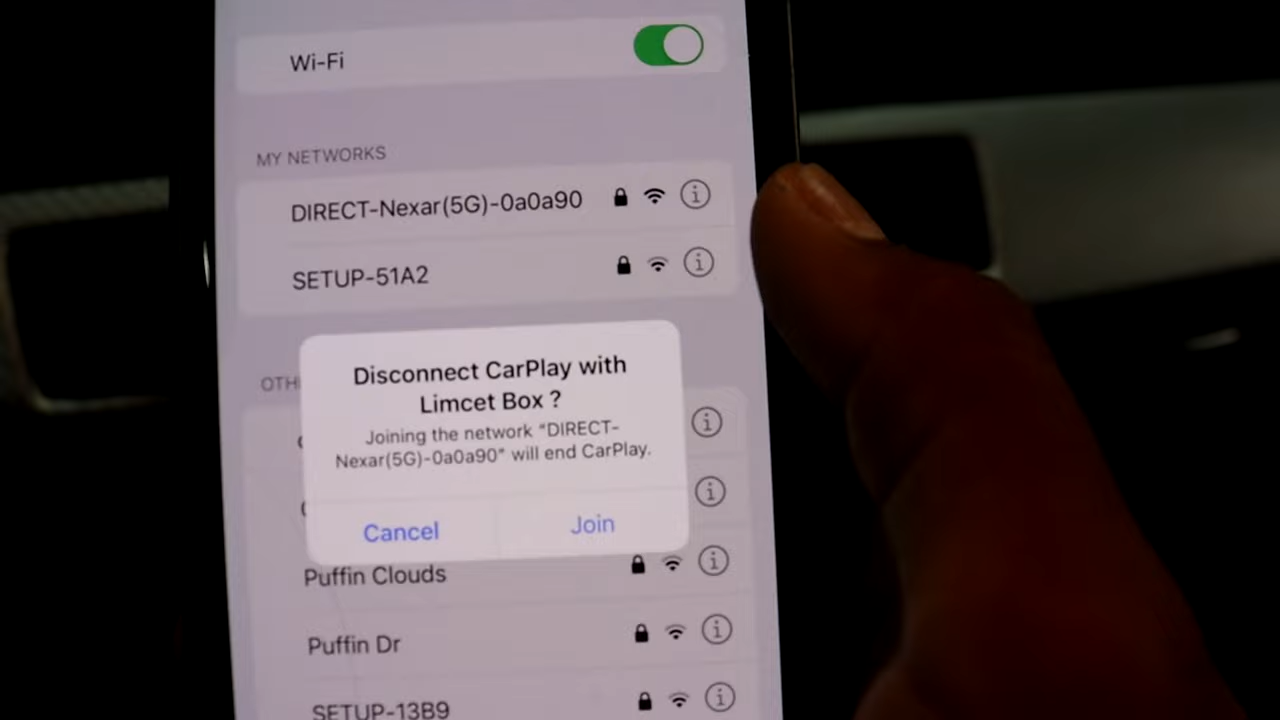 Wi-Fi
MY NETWORKS
DIRECT-Nexar(5G)-0a0a90
SETUP-51A2
OTH
Disconnect CarPlay with
Limcet Box ?
Joining the network "DIRECT-
Nexar(5G)-0a0a90" will end CarPlay.
Cancel Join
Puffin Clouds
Puffin Dr
SETUP-13B9